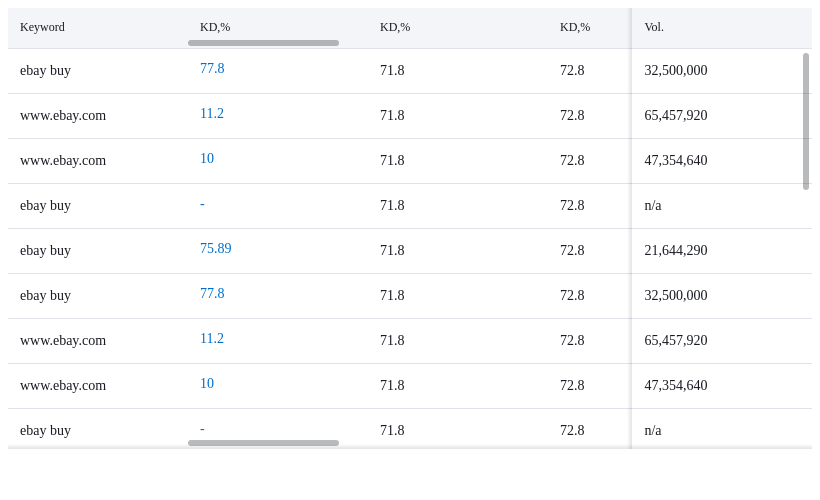 Keyword KD,% KD,% KD,% Vol.
ebay buy 77.8 71.8 72.8 32,500,000
www.ebay.com 11.2 71.8 72.8 65,457,920
www.ebay.com 10 71.8 72.8 47,354,640
ebay buy - 71.8 72.8 n/a
ebay buy 75.89 71.8 72.8 21,644,290
ebay buy 77.8 71.8 72.8 32,500,000
www.ebay.com 11.2 71.8 72.8 65,457,920
www.ebay.com 10 71.8 72.8 47,354,640
ebay buy - 71.8 72.8 n/a